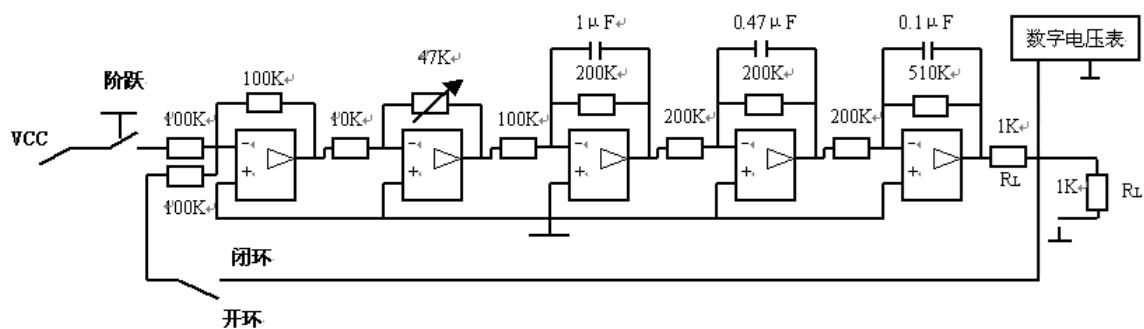 1μF
0.47μF
0.1μF
数字电压表
阶跃
100K
47K
200K
200K
510K
VCC
100K
10K
100K
200K
200K
1K
RL
1K
RL
100K
闭环
开环
- + ▷
- + ▷
- + ▷
- + ▷
- + ▷